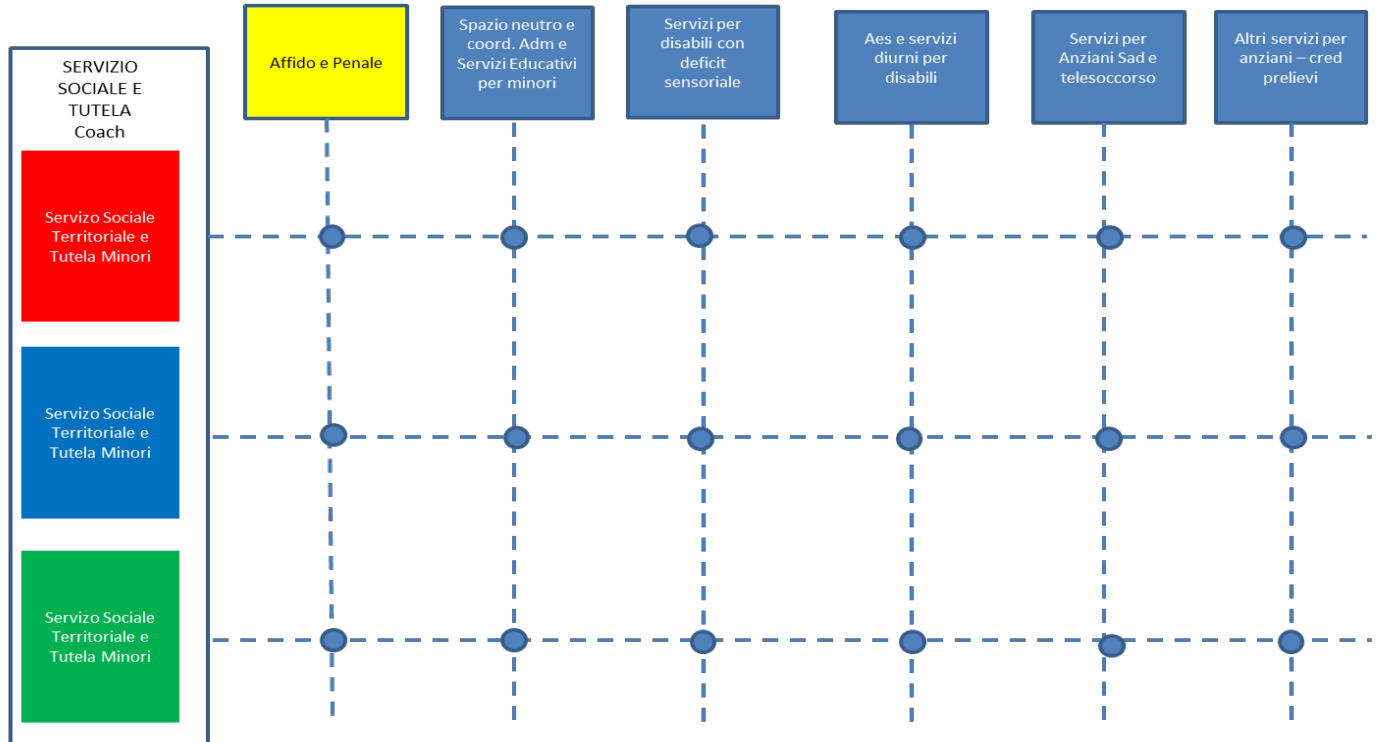 SERVIZIO
SOCIALE E
TUTELA
Coach
Affido e Penale
Spazio neutro e
coord. Adm e
Servizi Educativi
per minori
Servizi per
disabili con
deficit
sensoriale
Aes e servizi
diurni per
disabili
Servizi per
Anziani Sad e
telesoccorso
Altri servizi per
anziani – cred
prelievi
Servizo Sociale
Territoriale e
Tutela Minori
Servizo Sociale
Territoriale e
Tutela Minori
Servizo Sociale
Territoriale e
Tutela Minori